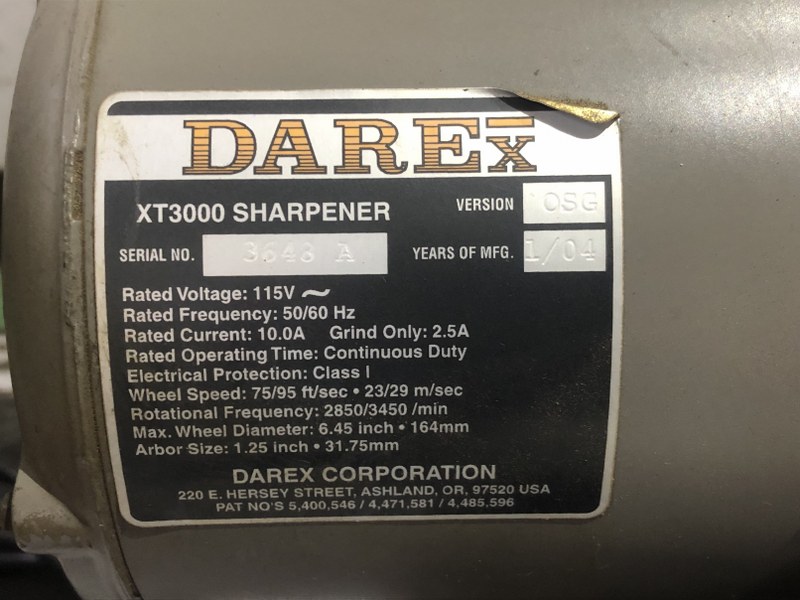 DAREX
XT3000 SHARPENER
VERSION OSG
SERIAL NO. 3648 A
YEARS OF MFG. 1/04
Rated Voltage: 115V ~
Rated Frequency: 50/60 Hz
Rated Current: 10.0A Grind Only: 2.5A
Rated Operating Time: Continuous Duty
Electrical Protection: Class I
Wheel Speed: 75/95 ft/sec • 23/29 m/sec
Rotational Frequency: 2850/3450 /min
Max. Wheel Diameter: 6.45 inch • 164mm
Arbor Size: 1.25 inch • 31.75mm
DAREX CORPORATION
220 E. HERSEY STREET, ASHLAND, OR, 97520 USA
PAT NO'S 5,400,546 / 4,471,581 / 4,485,596